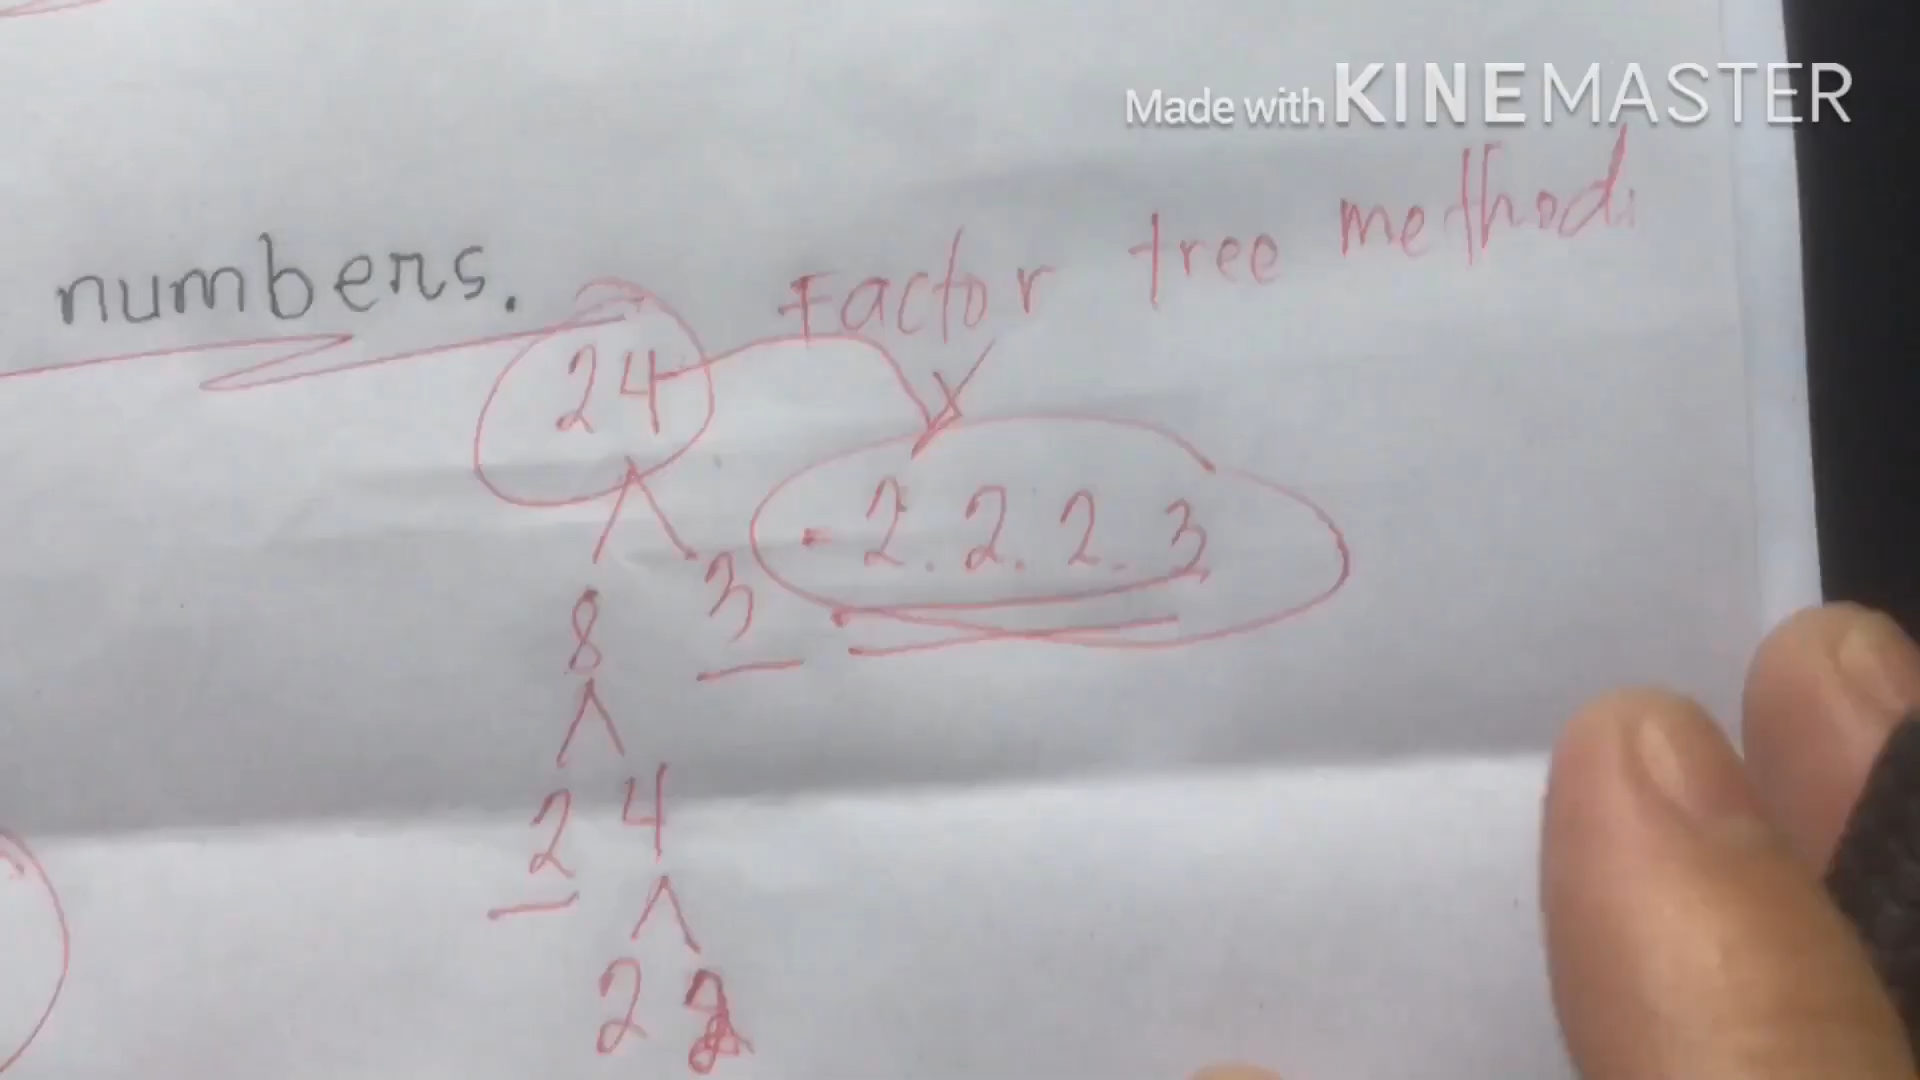 Made with KINEMASTER
Factor tree method.
numbers.
24
- 2. 2. 2. 3
8 3
2 4
2 2